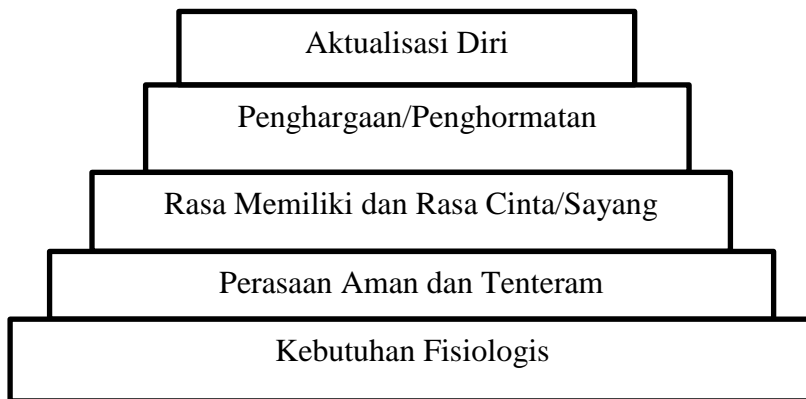 Aktualisasi Diri
Penghargaan/Penghormatan
Rasa Memiliki dan Rasa Cinta/Sayang
Perasaan Aman dan Tenteram
Kebutuhan Fisiologis